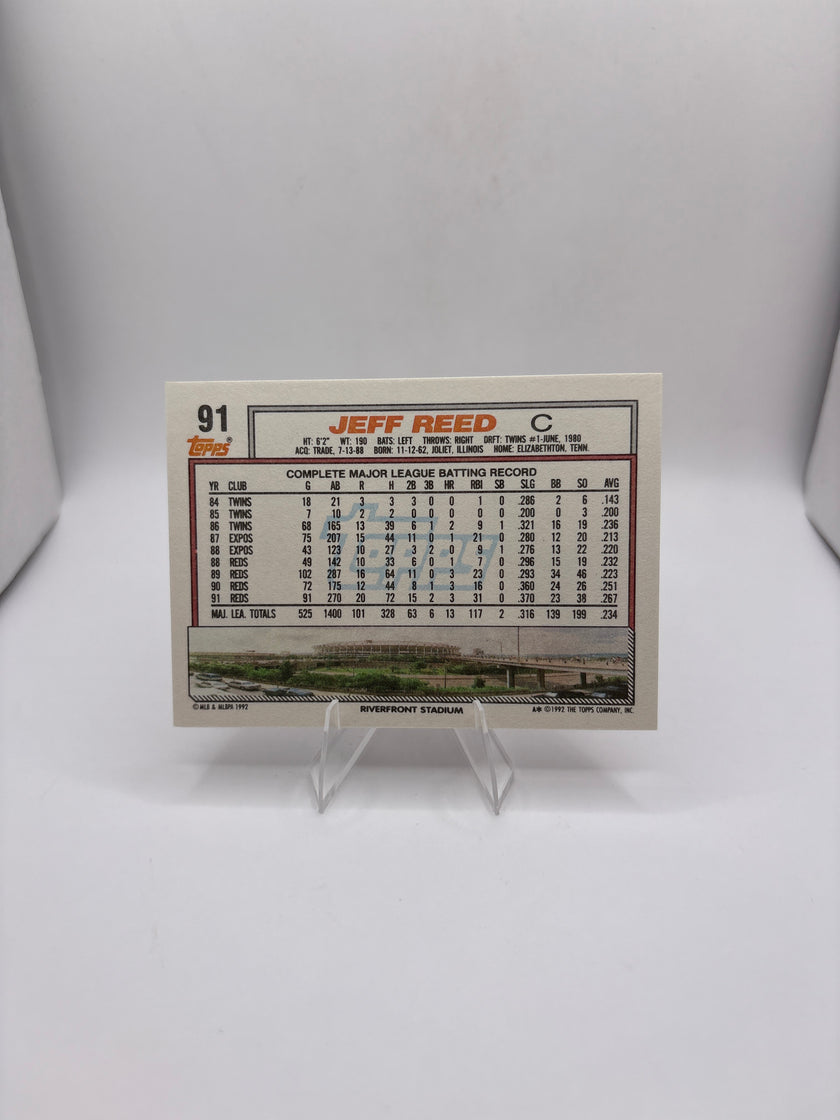 91
Topps®
JEFF REED C
HT: 6'2" WT: 190 BATS: LEFT THROWS: RIGHT DRFT: TWINS #1-JUNE, 1980
ACQ: TRADE, 7-13-88 BORN: 11-12-62, JOLIET, ILLINOIS HOME: ELIZABETHTON, TENN.
COMPLETE MAJOR LEAGUE BATTING RECORD
YR CLUB G AB R H 2B 3B HR RBI SB SLG BB SO AVG
84 TWINS 18 21 3 3 3 0 0 1 0 .286 2 6 .143
85 TWINS 7 10 2 2 0 0 0 0 0 .200 0 3 .200
86 TWINS 68 165 13 39 6 1 2 9 1 .321 16 19 .236
87 EXPOS 75 207 15 44 11 0 1 21 0 .280 12 20 .213
88 EXPOS 43 123 10 27 3 2 0 9 1 .276 13 22 .220
88 REDS 49 142 10 33 6 0 1 7 0 .296 15 19 .232
89 REDS 102 287 16 64 11 0 3 23 0 .293 34 46 .223
90 REDS 72 175 12 44 8 1 3 16 0 .360 24 26 .251
91 REDS 91 270 20 72 15 2 3 31 0 .370 23 38 .267
MAJ. LEA. TOTALS 525 1400 101 328 63 6 13 117 2 .316 139 199 .234
Topps
©MLB & MLBPA 1992 RIVERFRONT STADIUM A* ©1992 THE TOPPS COMPANY, INC.